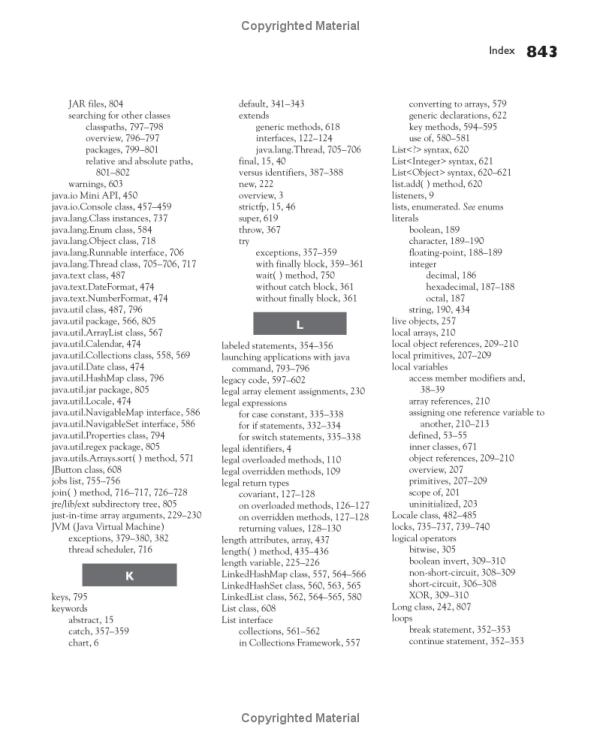 Copyrighted Material
Index 843
JAR files, 804
searching for other classes
classpaths, 797–798
overview, 796–797
packages, 799–801
relative and absolute paths,
801–802
warnings, 603
java.io Mini API, 450
java.io.Console class, 457–459
java.lang.Class instances, 737
java.lang.Enum class, 584
java.lang.Object class, 718
java.lang.Runnable interface, 706
java.lang.Thread class, 705–706, 717
java.text class, 487
java.text.DateFormat, 474
java.text.NumberFormat, 474
java.util class, 487, 796
java.util package, 566, 805
java.util.ArrayList class, 567
java.util.Calendar, 474
java.util.Collections class, 558, 569
java.util.Date class, 474
java.util.HashMap class, 796
java.util.jar package, 805
java.util.Locale, 474
java.util.NavigableMap interface, 586
java.util.NavigableSet interface, 586
java.util.Properties class, 794
java.util.regex package, 805
java.utils.Arrays.sort( ) method, 571
JButton class, 608
jobs list, 755–756
join( ) method, 716–717, 726–728
jre/lib/ext subdirectory tree, 805
just-in-time array arguments, 229–230
JVM (Java Virtual Machine)
exceptions, 379–380, 382
thread scheduler, 716
K
keys, 795
keywords
abstract, 15
catch, 357–359
chart, 6
default, 341–343
extends
generic methods, 618
interfaces, 122–124
java.lang.Thread, 705–706
final, 15, 40
versus identifiers, 387–388
new, 222
overview, 3
strictfp, 15, 46
super, 619
throw, 367
try
exceptions, 357–359
with finally block, 359–361
wait( ) method, 750
without catch block, 361
without finally block, 361
L
labeled statements, 354–356
launching applications with java
command, 793–796
legacy code, 597–602
legal array element assignments, 230
legal expressions
for case constant, 335–338
for if statements, 332–334
for switch statements, 335–338
legal identifiers, 4
legal overloaded methods, 110
legal overridden methods, 109
legal return types
covariant, 127–128
on overloaded methods, 126–127
on overridden methods, 127–128
returning values, 128–130
length attributes, array, 437
length( ) method, 435–436
length variable, 225–226
LinkedHashMap class, 557, 564–566
LinkedHashSet class, 560, 563, 565
LinkedList class, 562, 564–565, 580
List class, 608
List interface
collections, 561–562
in Collections Framework, 557
converting to arrays, 579
generic declarations, 622
key methods, 594–595
use of, 580–581
List<?> syntax, 620
List<Integer> syntax, 621
List<Object> syntax, 620–621
list.add( ) method, 620
listeners, 9
lists, enumerated. See enums
literals
boolean, 189
character, 189–190
floating-point, 188–189
integer
decimal, 186
hexadecimal, 187–188
octal, 187
string, 190, 434
live objects, 257
local arrays, 210
local object references, 209–210
local primitives, 207–209
local variables
access member modifiers and,
38–39
array references, 210
assigning one reference variable to
another, 210–213
defined, 53–55
inner classes, 671
object references, 209–210
overview, 207
primitives, 207–209
scope of, 201
uninitialized, 203
Locale class, 482–485
locks, 735–737, 739–740
logical operators
bitwise, 305
boolean invert, 309–310
non-short-circuit, 308–309
short-circuit, 306–308
XOR, 309–310
Long class, 242, 807
loops
break statement, 352–353
continue statement, 352–353
Copyrighted Material